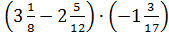 (3 1/8 − 2 5/12) · (−1 3/17)